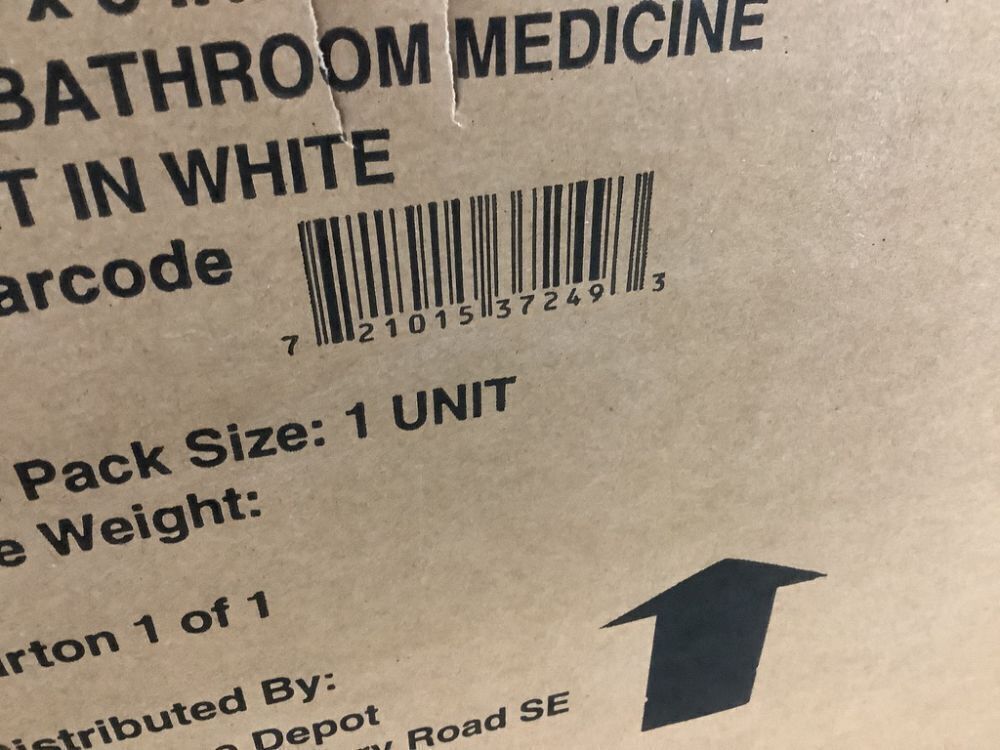 BATHROOM MEDICINE
T IN WHITE
arcode
7 21015 37249 3
Pack Size: 1 UNIT
e Weight:
rton 1 of 1
istributed By:
Depot
Road SE